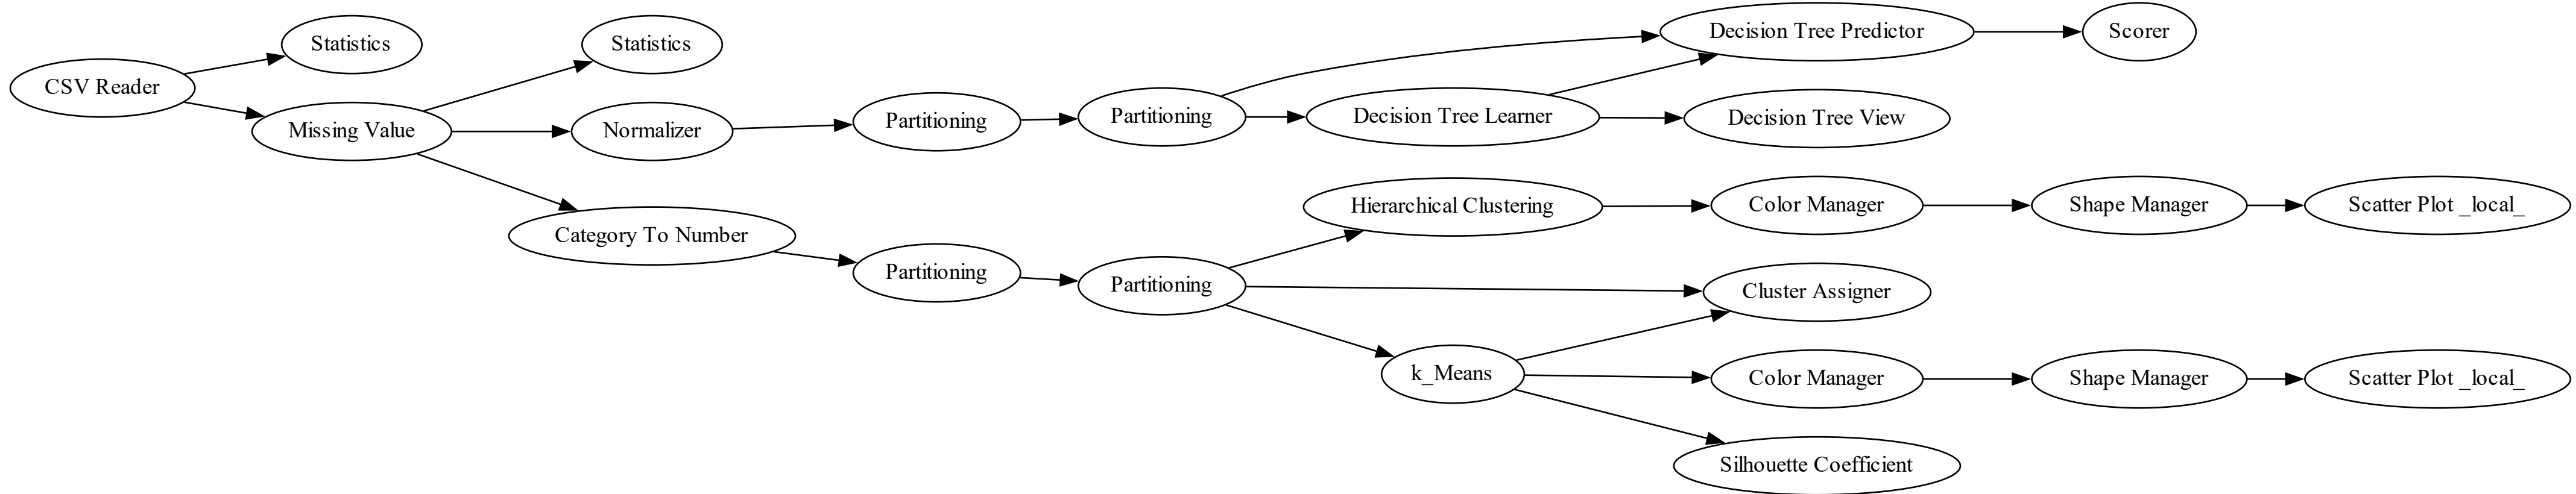 CSV Reader
Statistics
Missing Value
Statistics
Normalizer
Category To Number
Partitioning
Partitioning
Partitioning
Partitioning
Decision Tree Learner
Decision Tree Predictor
Scorer
Decision Tree View
Hierarchical Clustering
Color Manager
Shape Manager
Scatter Plot _local_
Cluster Assigner
k_Means
Color Manager
Shape Manager
Scatter Plot _local_
Silhouette Coefficient